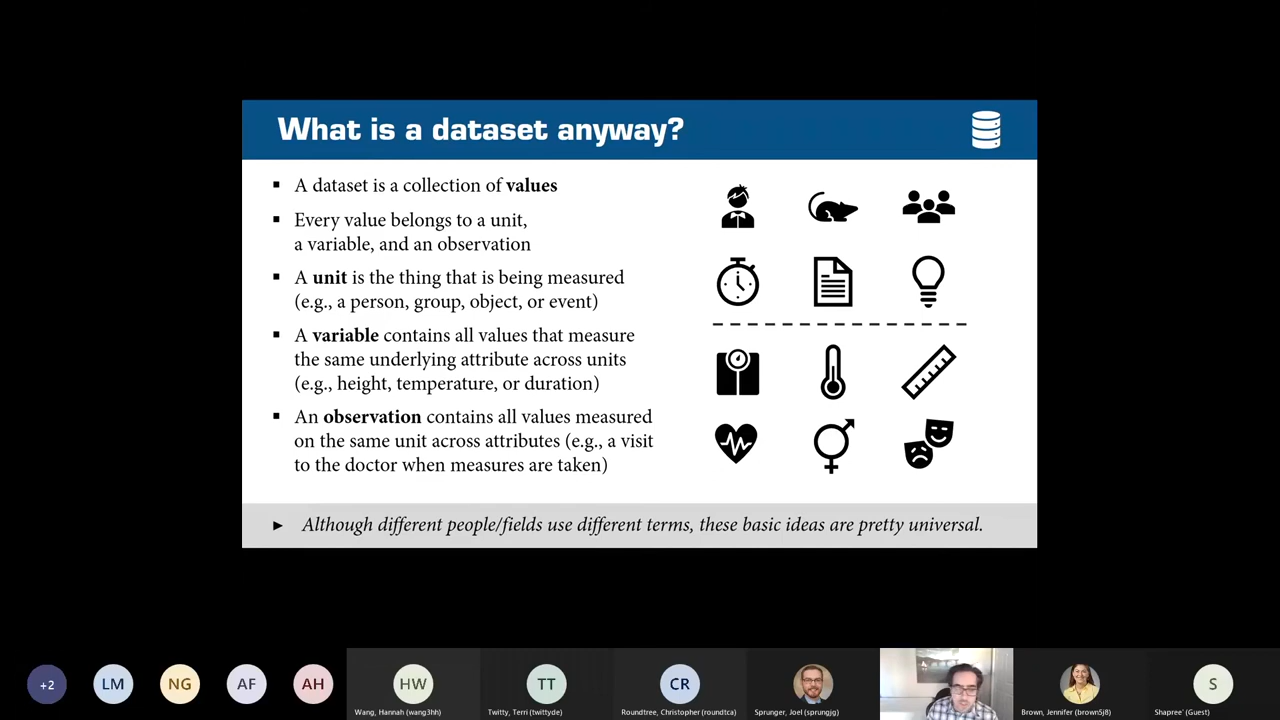 What is a dataset anyway?
▪ A dataset is a collection of values
▪ Every value belongs to a unit,
a variable, and an observation
▪ A unit is the thing that is being measured
(e.g., a person, group, object, or event)
▪ A variable contains all values that measure
the same underlying attribute across units
(e.g., height, temperature, or duration)
▪ An observation contains all values measured
on the same unit across attributes (e.g., a visit
to the doctor when measures are taken)
► Although different people/fields use different terms, these basic ideas are pretty universal.
+2 LM NG AF AH HW TT CR S
Wang, Hannah (wang3hh) Twitty, Terri (twittyde) Roundtree, Christopher (roundtca) Sprunger, Joel (sprungjg) Brown, Jennifer (brown5j8) Shapree' (Guest)